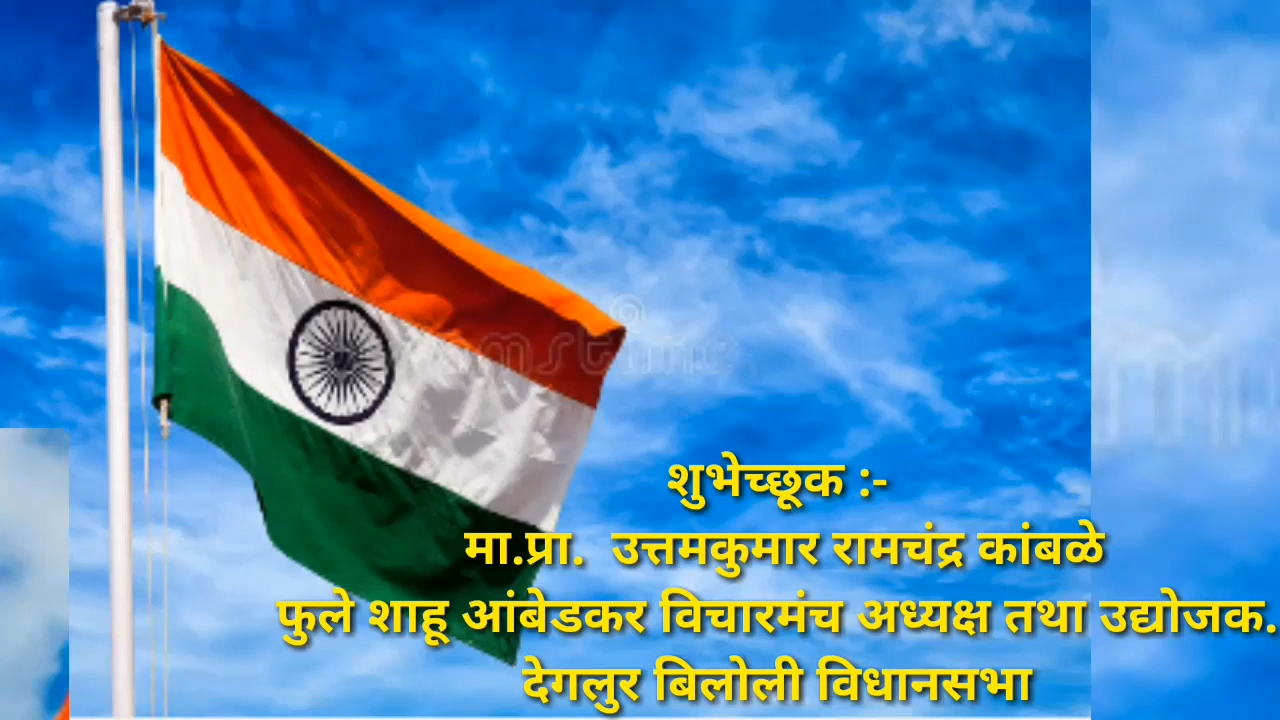 शुभेच्छूक :-
मा.प्रा. उत्तमकुमार रामचंद्र कांबळे
फुले शाहू आंबेडकर विचारमंच अध्यक्ष तथा उद्योजक.
देगलुर बिलोली विधानसभा